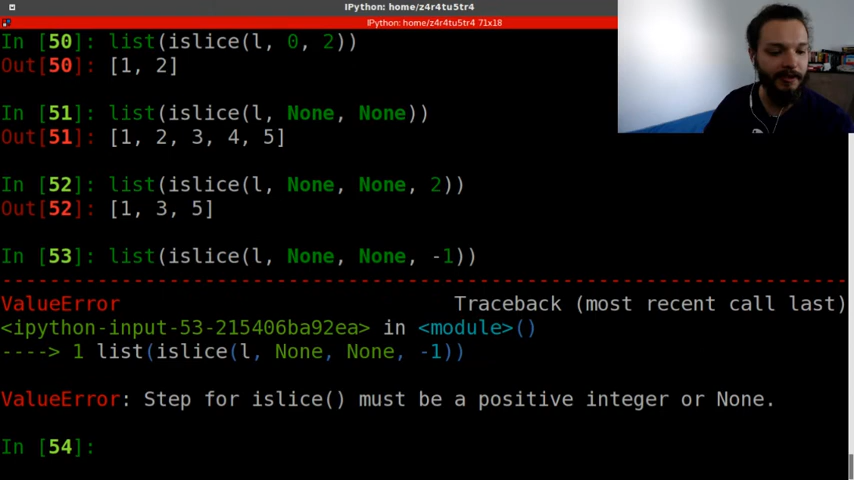 IPython: home/z4r4tu5tr4
IPython: home/z4r4tu5tr4 71x18
In [50]: list(islice(l, 0, 2))
Out[50]: [1, 2]
In [51]: list(islice(l, None, None))
Out[51]: [1, 2, 3, 4, 5]
In [52]: list(islice(l, None, None, 2))
Out[52]: [1, 3, 5]
In [53]: list(islice(l, None, None, -1))
---------------------------------------------------------------------------
ValueError                            Traceback (most recent call last)
<ipython-input-53-215406ba92ea> in <module>()
----> 1 list(islice(l, None, None, -1))
ValueError: Step for islice() must be a positive integer or None.
In [54]: